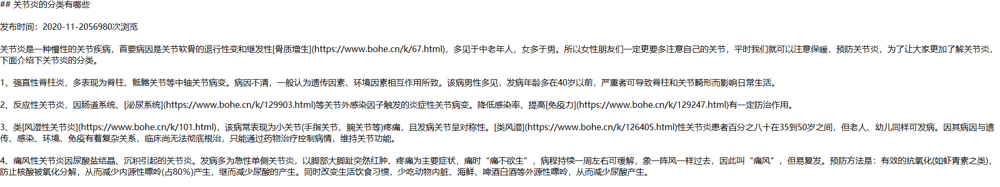 ## 关节炎的分类有哪些
发布时间：2020-11-2056980次浏览
关节炎是一种慢性的关节疾病，首要病因是关节软骨的退行性变和继发性[骨质增生](https://www.bohe.cn/k/67.html)，多见于中老年人，女多于男。所以女性朋友们一定更要多注意自己的关节，平时我们就可以注意保暖，预防关节炎，为了让大家更加了解关节炎，
下面介绍下关节炎的分类。
1、强直性脊柱炎，多表现为脊柱、骶髂关节等中轴关节病变。病因不清，一般认为遗传因素、环境因素相互作用所致。该病男性多见，发病年龄多在40岁以前，严重者可导致脊柱和关节畸形而影响日常生活。
2、反应性关节炎，因肠道系统、[泌尿系统](https://www.bohe.cn/k/129903.html)等关节外感染因子触发的炎症性关节病变。降低感染率、提高[免疫力](https://www.bohe.cn/k/129247.html)有一定防治作用。
3、类[风湿性关节炎](https://www.bohe.cn/k/101.html)，该病常表现为小关节(手指关节、腕关节等)疼痛，且发病关节呈对称性。[类风湿](https://www.bohe.cn/k/126405.html)性关节炎患者百分之八十在35到50岁之间，但老人、幼儿同样可发病。因其病因与遗
传、感染、环境、免疫有着复杂关系，临床尚无法彻底根治，只能通过药物治疗控制病情，维持关节功能。
4、痛风性关节炎因尿酸盐结晶、沉积引起的关节炎。发病多为急性单侧关节炎，以脚部大脚趾突然红肿、疼痛为主要症状，痛时“痛不欲生”，病程持续一周左右可缓解，象一阵风一样过去，因此叫“痛风”，但易复发。预防方法是：有效的抗氧化(如虾青素之类)，
防止核酸被氧化分解，从而减少内源性嘌呤(占80%)产生，继而减少尿酸的产生。同时改变生活饮食习惯，少吃动物内脏、海鲜、啤酒白酒等外源性嘌呤，从而减少尿酸产生。